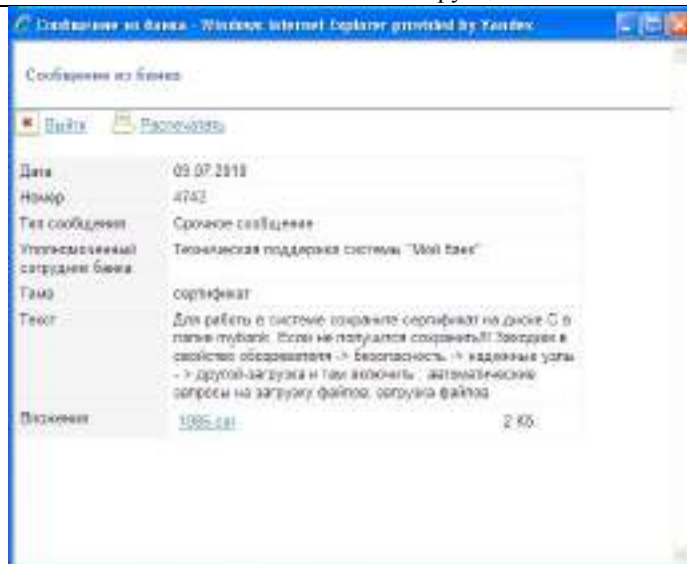 Сообщение из банка - Windows Internet Explorer provided by Yandex
Сообщение из банка
Выйти Распечатать
Дата 09.07.2010
Номер 4742
Тип сообщения Срочное сообщение
Уполномоченный сотрудник банка Техническая поддержка системы "Мой банк"
Тема сертификат
Текст Для работы в системе сохраните сертификат на диске C в
папке mybank. Если не получится сохранить!!! Заходим в
свойство обозревателя -> безопасность -> надежные узлы
-> другой-загрузка и там включить : автоматические
запросы на загрузку файлов; загрузка файлов
Вложения 1986.cer 2 Кб